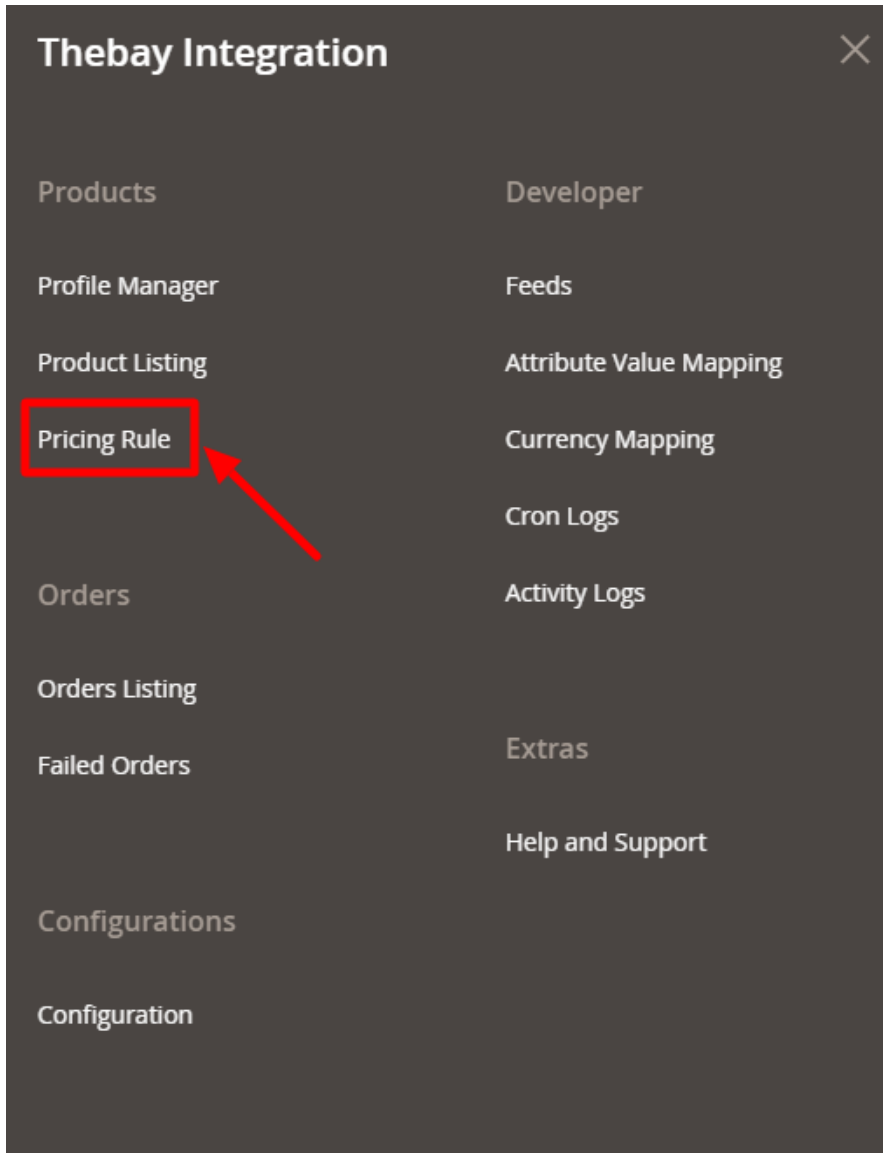 Thebay Integration
Products
Profile Manager
Product Listing
Pricing Rule
Orders
Orders Listing
Failed Orders
Configurations
Configuration
Developer
Feeds
Attribute Value Mapping
Currency Mapping
Cron Logs
Activity Logs
Extras
Help and Support